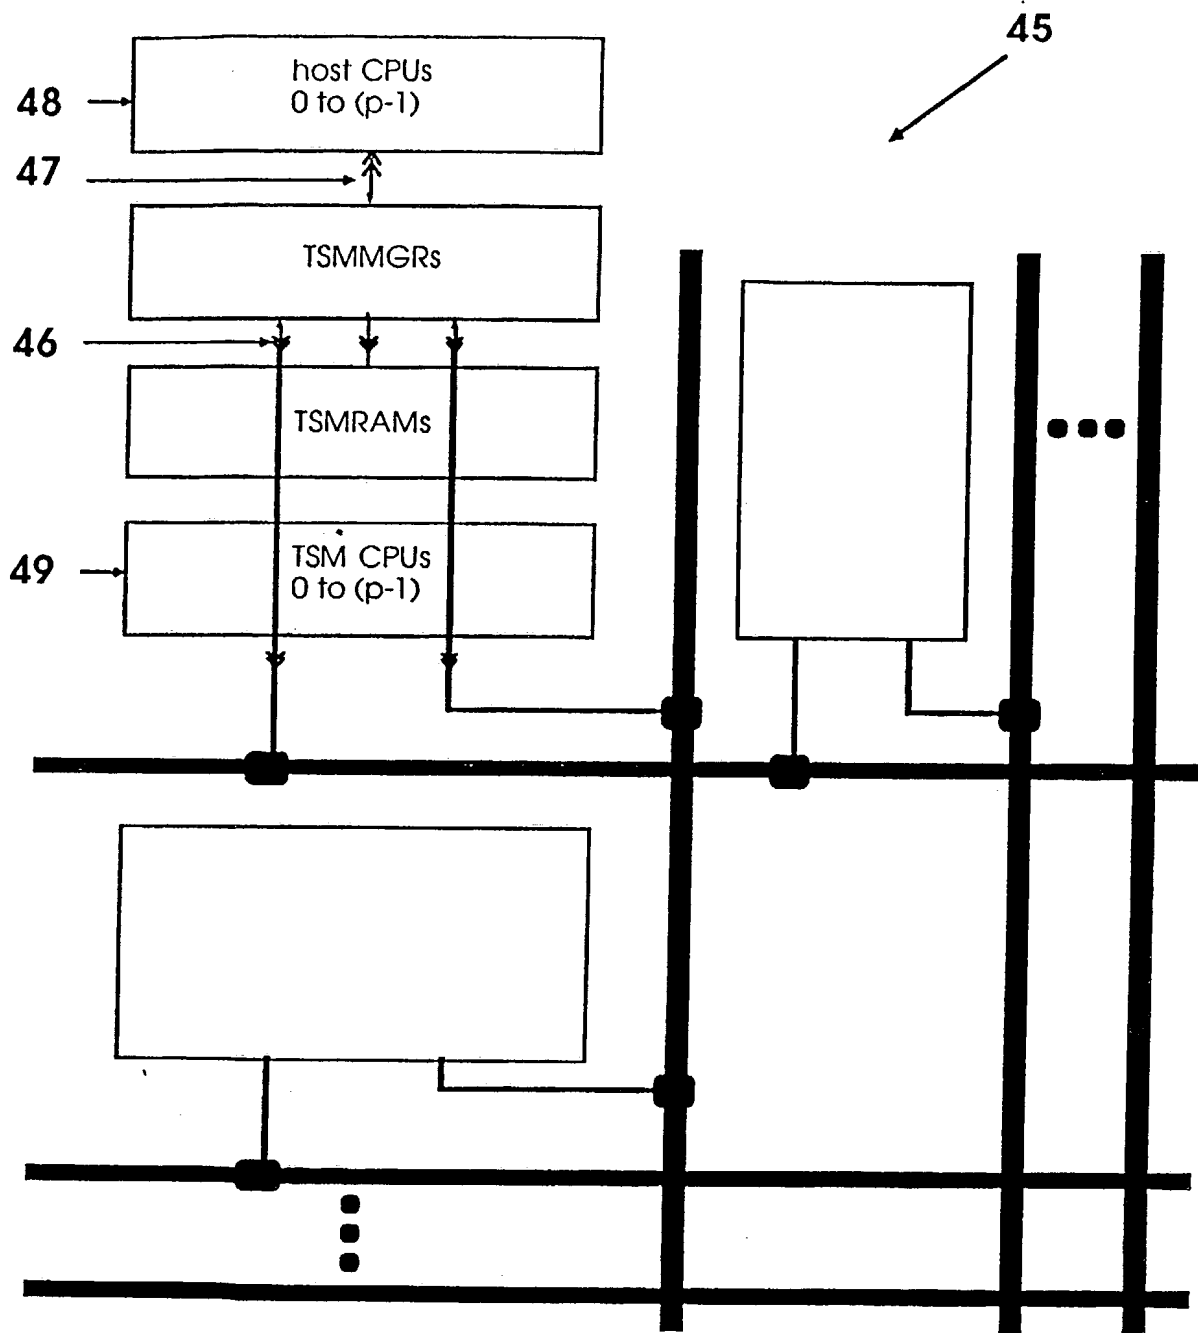 45
host CPUs
0 to (p-1)
48
47
TSMMGRs
46
TSMRAMs
TSM CPUs
0 to (p-1)
49